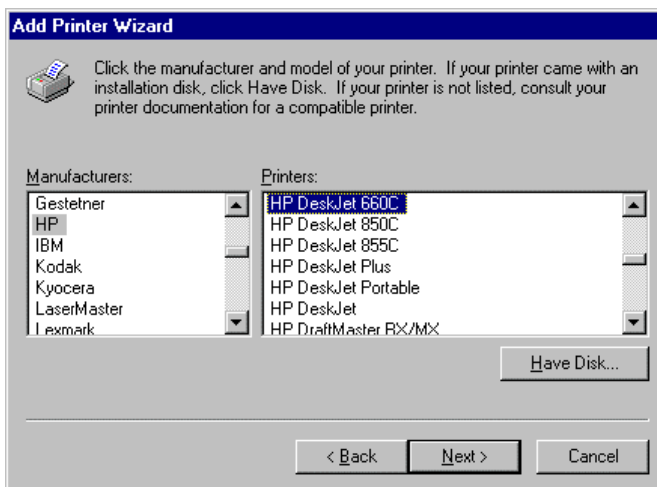 Add Printer Wizard
Click the manufacturer and model of your printer.  If your printer came with an
installation disk, click Have Disk.  If your printer is not listed, consult your
printer documentation for a compatible printer.
Manufacturers:
Gestetner
HP
IBM
Kodak
Kyocera
LaserMaster
Lexmark
Printers:
HP DeskJet 660C
HP DeskJet 850C
HP DeskJet 855C
HP DeskJet Plus
HP DeskJet Portable
HP DeskJet
HP DraftMaster RX/MX
Have Disk...
< Back
Next >
Cancel